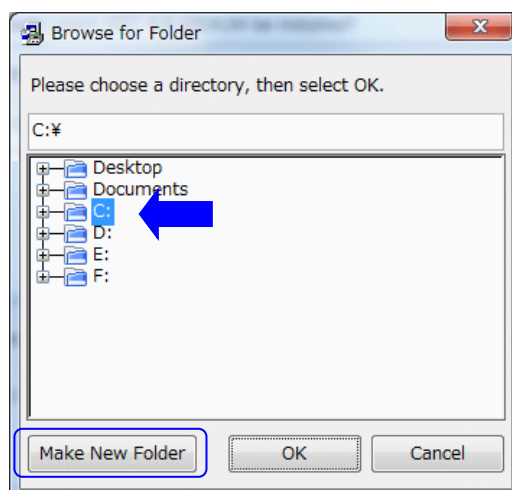 Browse for Folder
Please choose a directory, then select OK.
C:¥
Desktop
Documents
C:
D:
E:
F:
Make New Folder
OK
Cancel